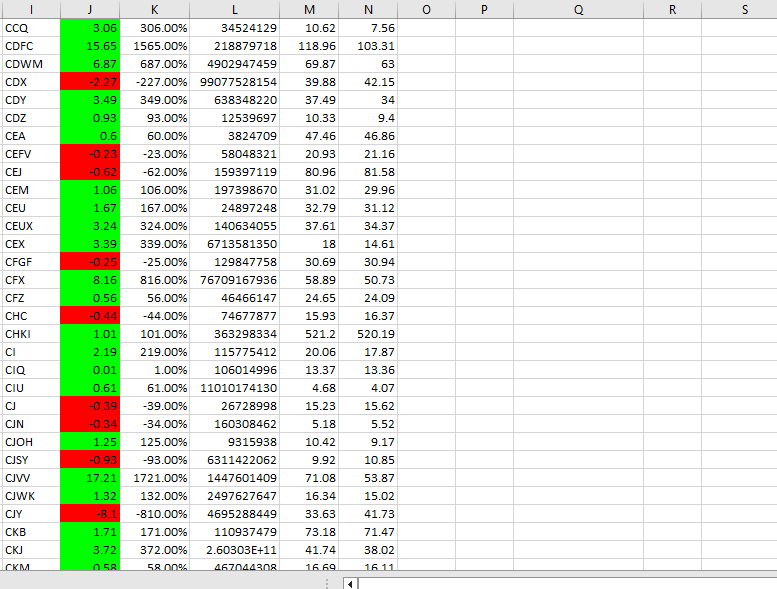 I J K L M N O P Q R S
CCQ 3.06 306.00% 34524129 10.62 7.56
CDFC 15.65 1565.00% 218879718 118.96 103.31
CDWM 6.87 687.00% 4902947459 69.87 63
CDX -2.27 -227.00% 99077528154 39.88 42.15
CDY 3.49 349.00% 638348220 37.49 34
CDZ 0.93 93.00% 12539697 10.33 9.4
CEA 0.6 60.00% 3824709 47.46 46.86
CEFV -0.23 -23.00% 58048321 20.93 21.16
CEJ -0.62 -62.00% 159397119 80.96 81.58
CEM 1.06 106.00% 197398670 31.02 29.96
CEU 1.67 167.00% 24897248 32.79 31.12
CEUX 3.24 324.00% 140634055 37.61 34.37
CEX 3.39 339.00% 6713581350 18 14.61
CFGF -0.25 -25.00% 129847758 30.69 30.94
CFX 8.16 816.00% 76709167936 58.89 50.73
CFZ 0.56 56.00% 46466147 24.65 24.09
CHC -0.44 -44.00% 74677877 15.93 16.37
CHKI 1.01 101.00% 363298334 521.2 520.19
CI 2.19 219.00% 115775412 20.06 17.87
CIQ 0.01 1.00% 106014996 13.37 13.36
CIU 0.61 61.00% 11010174130 4.68 4.07
CJ -0.39 -39.00% 26728998 15.23 15.62
CJN -0.34 -34.00% 160308462 5.18 5.52
CJOH 1.25 125.00% 9315938 10.42 9.17
CJSY -0.93 -93.00% 6311422062 9.92 10.85
CJVV 17.21 1721.00% 1447601409 71.08 53.87
CJWK 1.32 132.00% 2497627647 16.34 15.02
CJY -8.1 -810.00% 4695288449 33.63 41.73
CKB 1.71 171.00% 110937479 73.18 71.47
CKJ 3.72 372.00% 2.60303E+11 41.74 38.02
CKM 0.58 58.00% 467044308 16.69 16.11